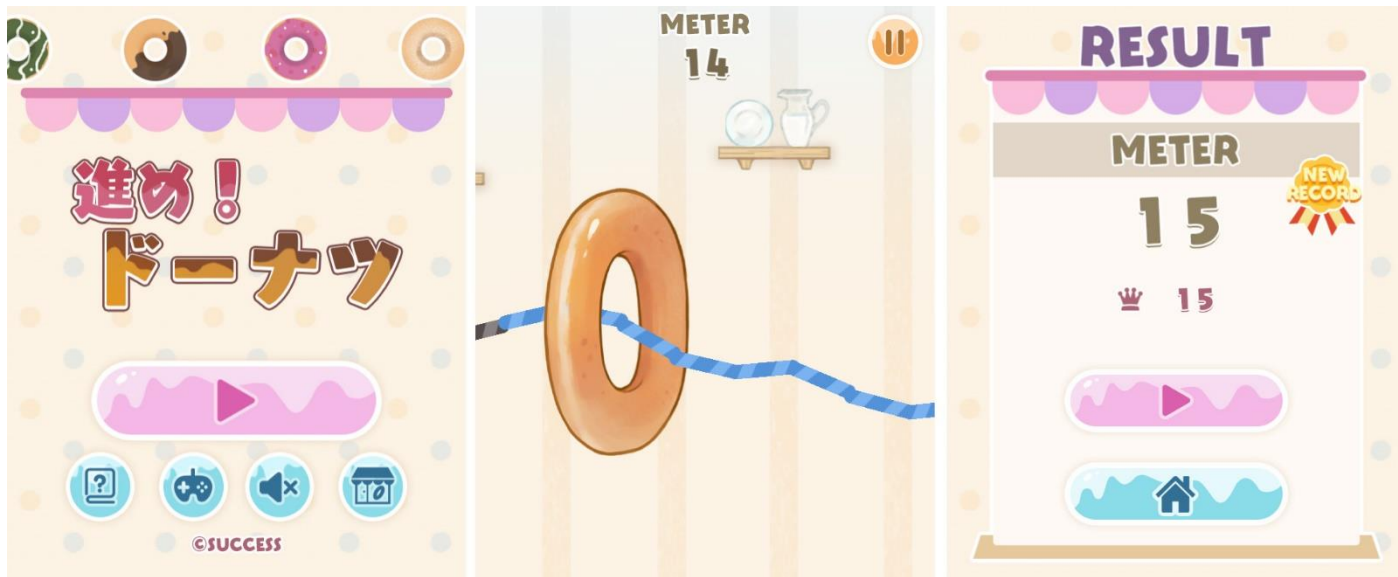 進め！
ドーナツ
?
©SUCCESS
METER
14
RESULT
METER
NEW
RECORD
15
15